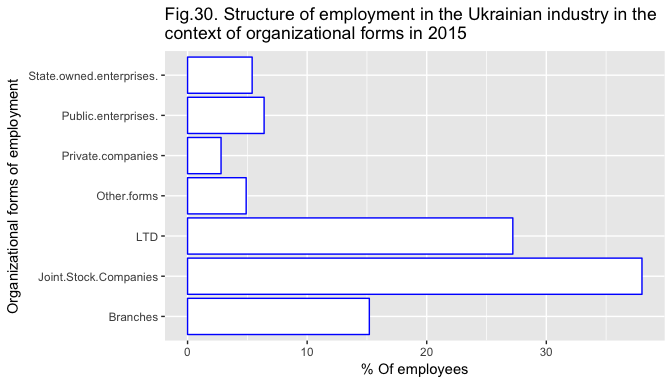 Fig.30. Structure of employment in the Ukrainian industry in the
context of organizational forms in 2015
Organizational forms of employment
State.owned.enterprises.
Public.enterprises.
Private.companies
Other.forms
LTD
Joint.Stock.Companies
Branches
0 10 20 30
% Of employees